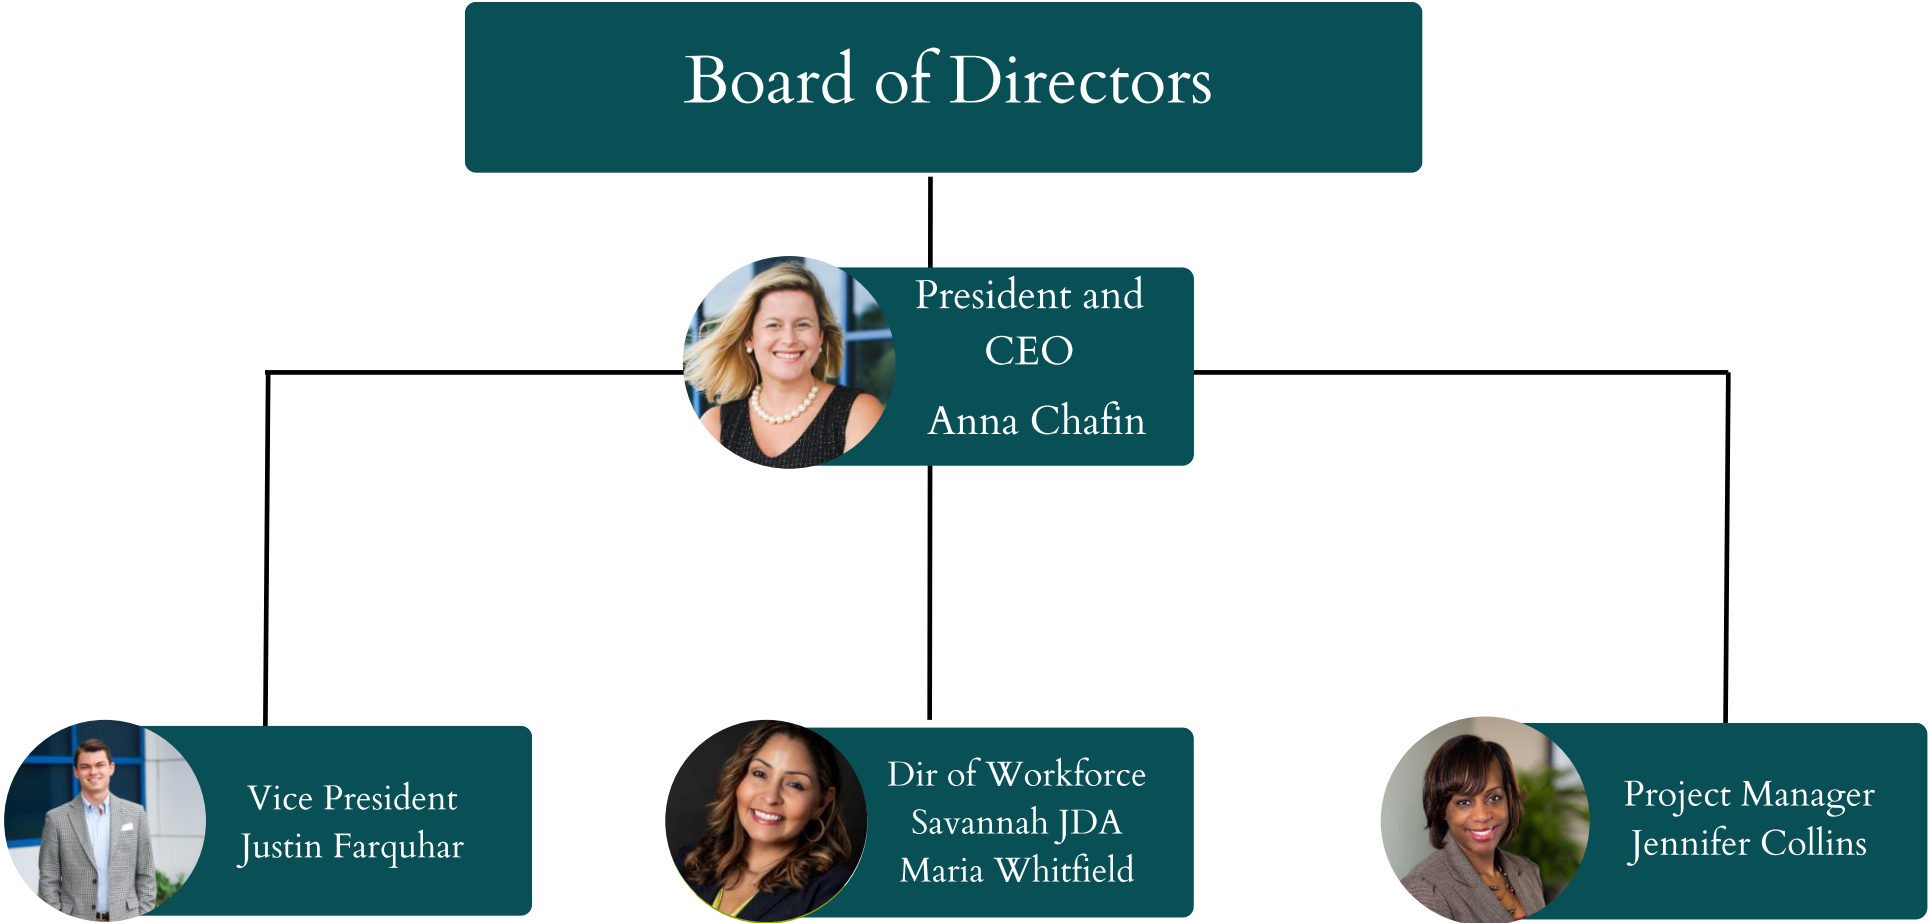 Board of Directors
President and
CEO
Anna Chafin
Vice President
Justin Farquhar
Dir of Workforce
Savannah JDA
Maria Whitfield
Project Manager
Jennifer Collins